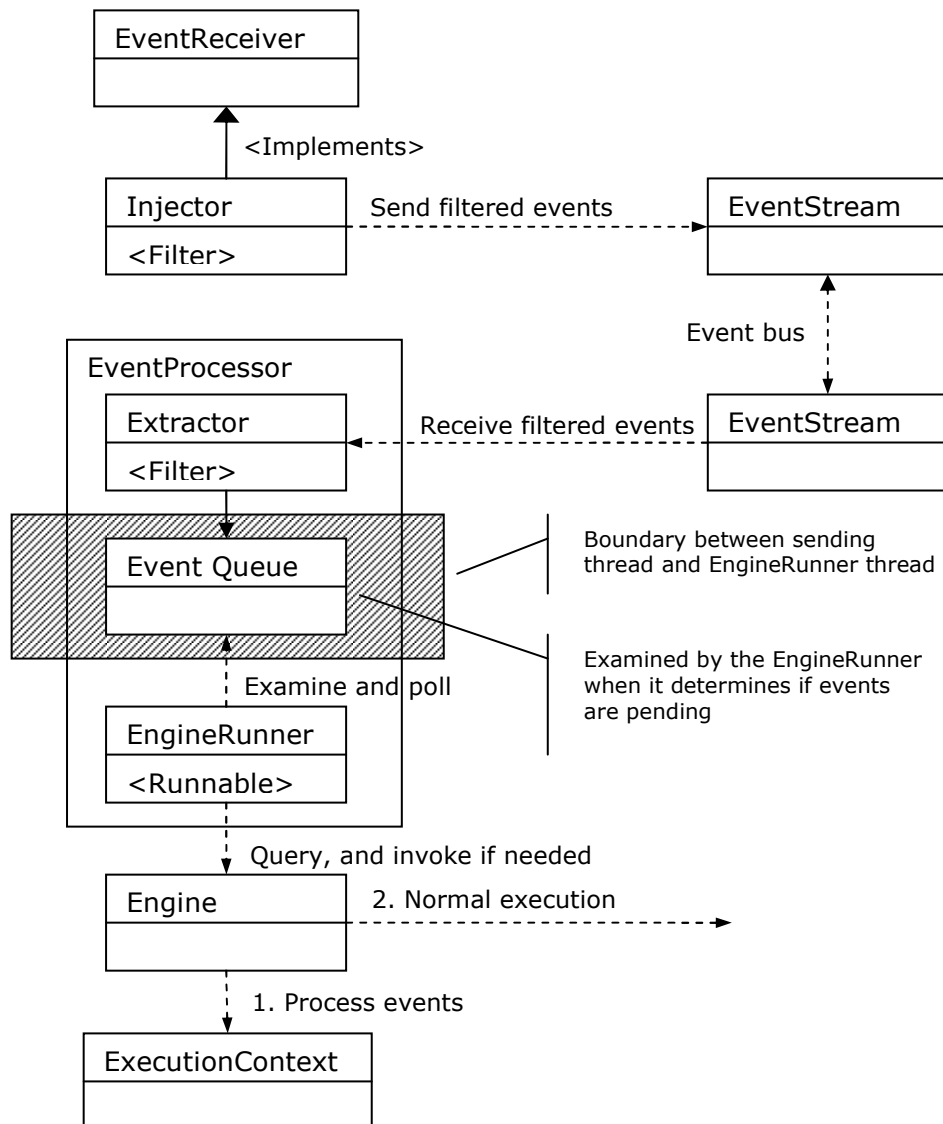 EventReceiver
<Implements>
Injector
<Filter>
Send filtered events
EventStream
Event bus
EventProcessor
Extractor
<Filter>
Receive filtered events
EventStream
Event Queue
Boundary between sending
thread and EngineRunner thread
Examine and poll
Examined by the EngineRunner
when it determines if events
are pending
EngineRunner
<Runnable>
Query, and invoke if needed
Engine
2. Normal execution
1. Process events
ExecutionContext